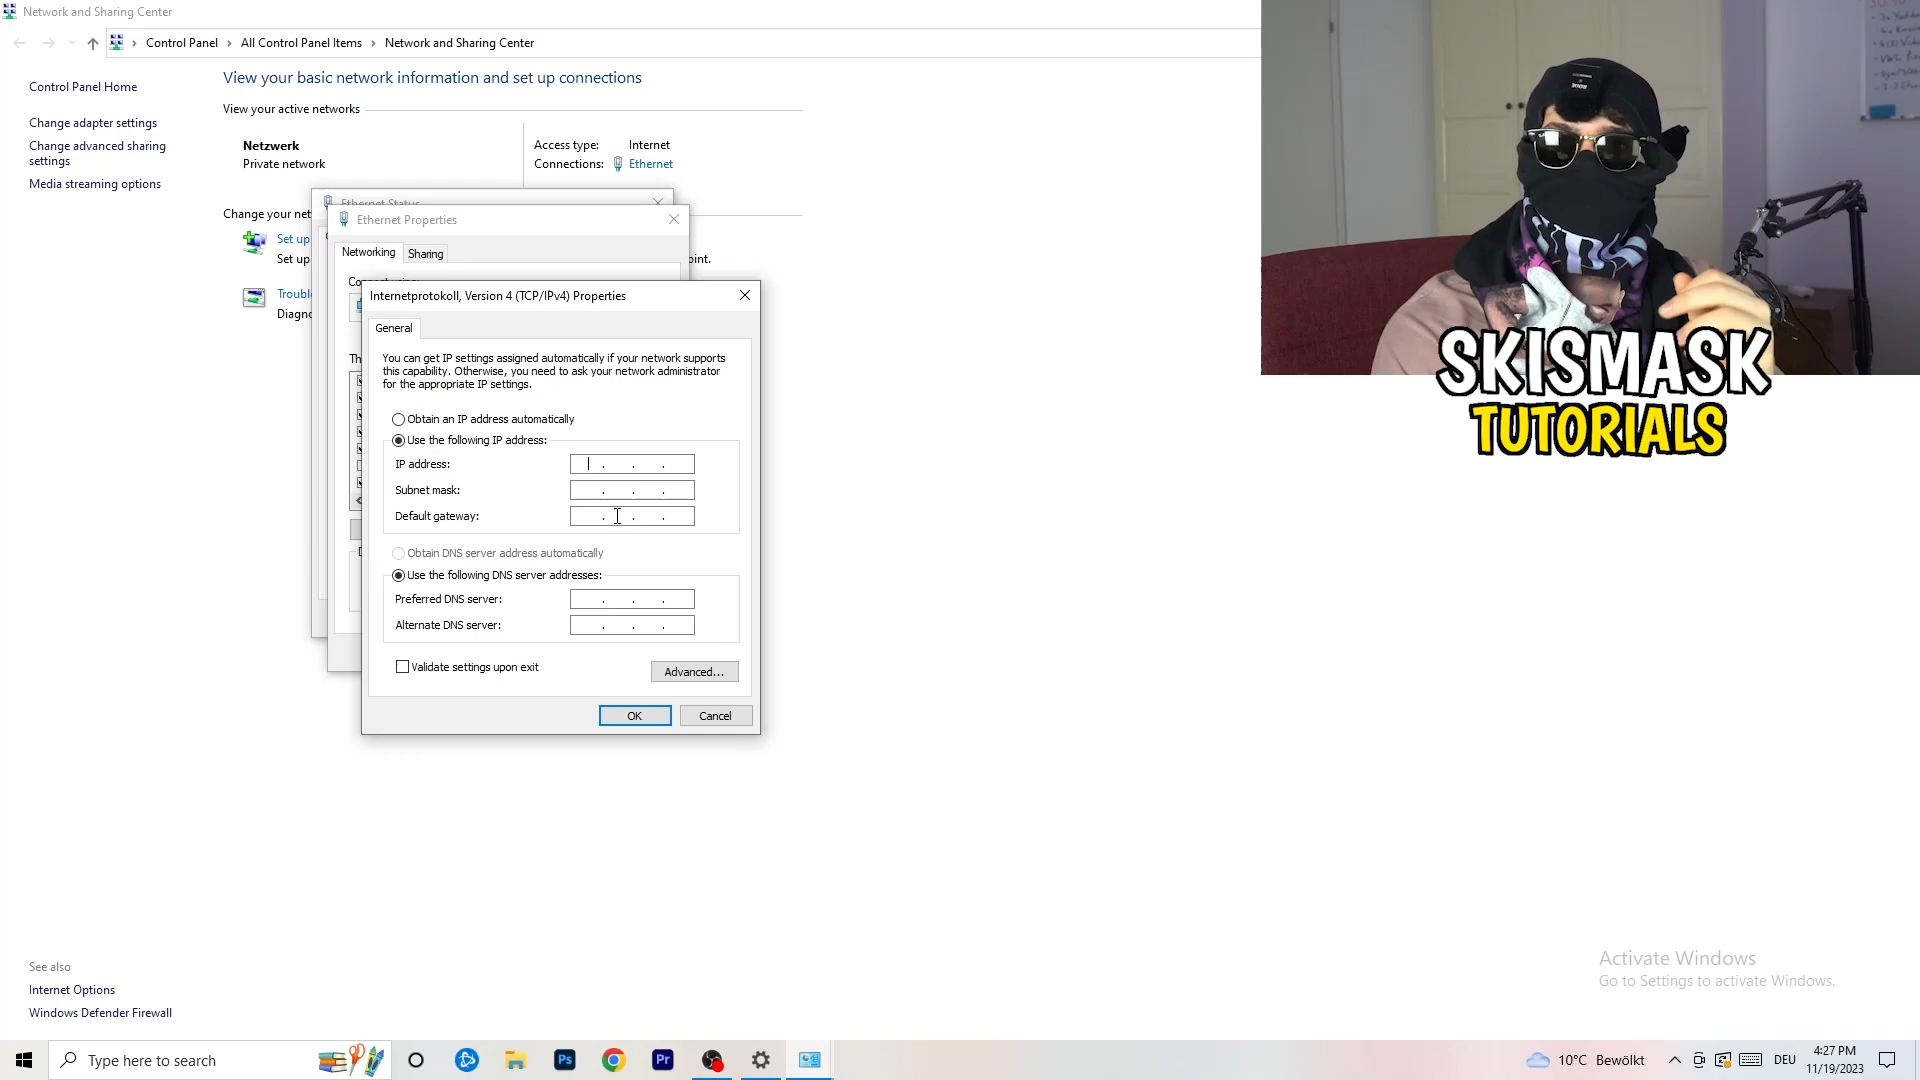 Network and Sharing Center
Control Panel > All Control Panel Items > Network and Sharing Center
Control Panel Home
Change adapter settings
Change advanced sharing
settings
Media streaming options
View your basic network information and set up connections
View your active networks
Netzwerk
Private network
Access type: Internet
Connections: Ethernet
Change your net
Set up
Set up
oint.
Troubl
Diagno
Ethernet Status
Ethernet Properties
Networking
Sharing
Internetprotokoll, Version 4 (TCP/IPv4) Properties
General
You can get IP settings assigned automatically if your network supports
this capability. Otherwise, you need to ask your network administrator
for the appropriate IP settings.
Obtain an IP address automatically
Use the following IP address:
IP address:
Subnet mask:
Default gateway:
Obtain DNS server address automatically
Use the following DNS server addresses:
Preferred DNS server:
Alternate DNS server:
Validate settings upon exit
Advanced...
OK
Cancel
SKISMASK
TUTORIALS
See also
Internet Options
Windows Defender Firewall
Activate Windows
Go to Settings to activate Windows.
Type here to search
Ps
Pr
10°C Bewölkt
DEU
4:27 PM
11/19/2023